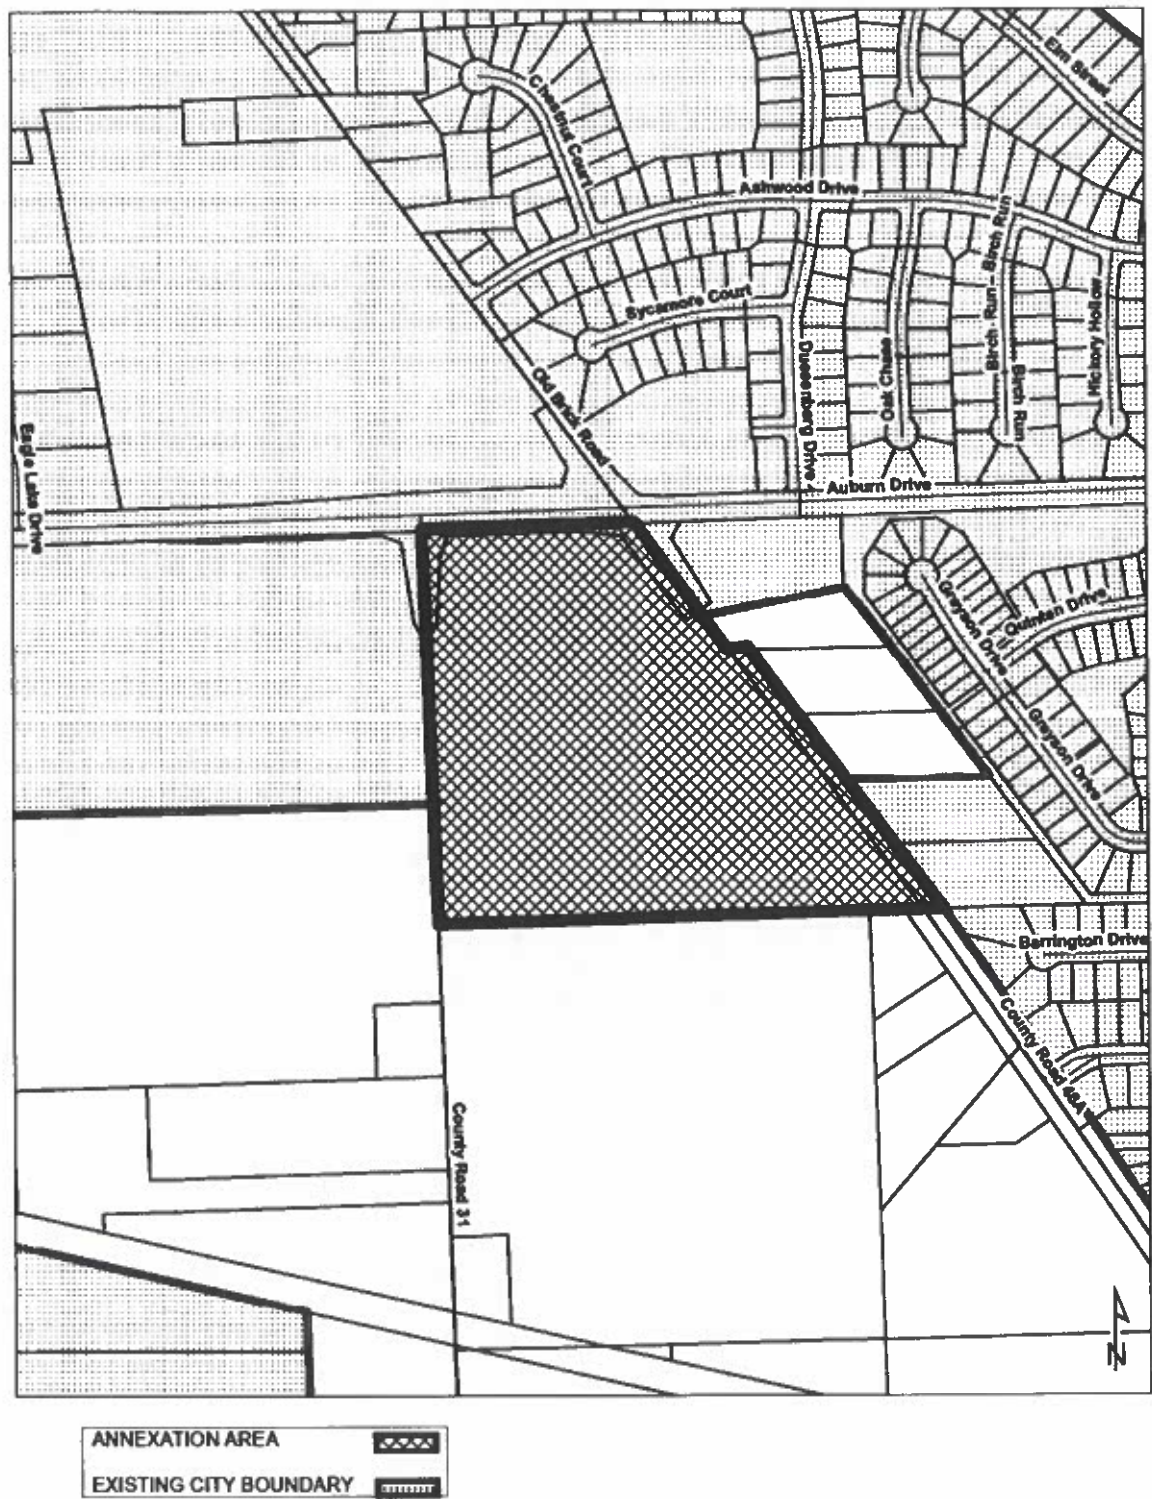 Elm Street
Chestnut Court
Ashwood Drive
Birch Run
Sycamore Court
Birch Run
Hickory Hollow
Duesenberg Drive
Oak Chase
Old Brick Road
Birch Run
Eagle Lake Drive
Auburn Drive
Grayson Drive
Quinlan Drive
Grayson Drive
Barrington Drive
County Road 46A
County Road 31
N
ANNEXATION AREA
EXISTING CITY BOUNDARY